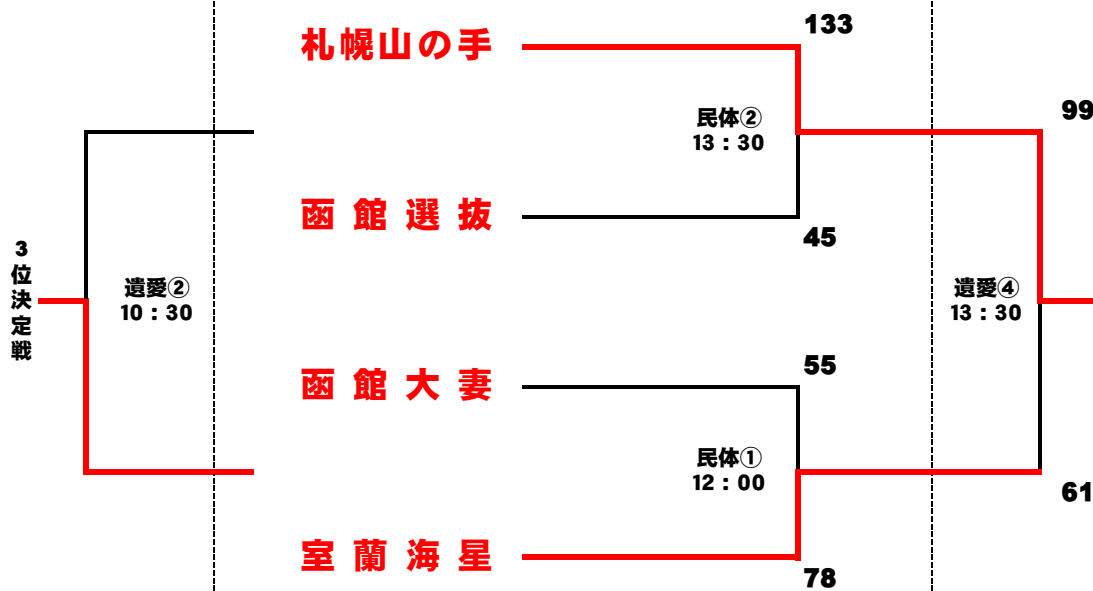 札幌山の手
133
民体②
13：30
99
函館選抜
45
3位決定戦
遺愛②
10：30
遺愛④
13：30
函館大妻
55
民体①
12：00
61
室蘭海星
78